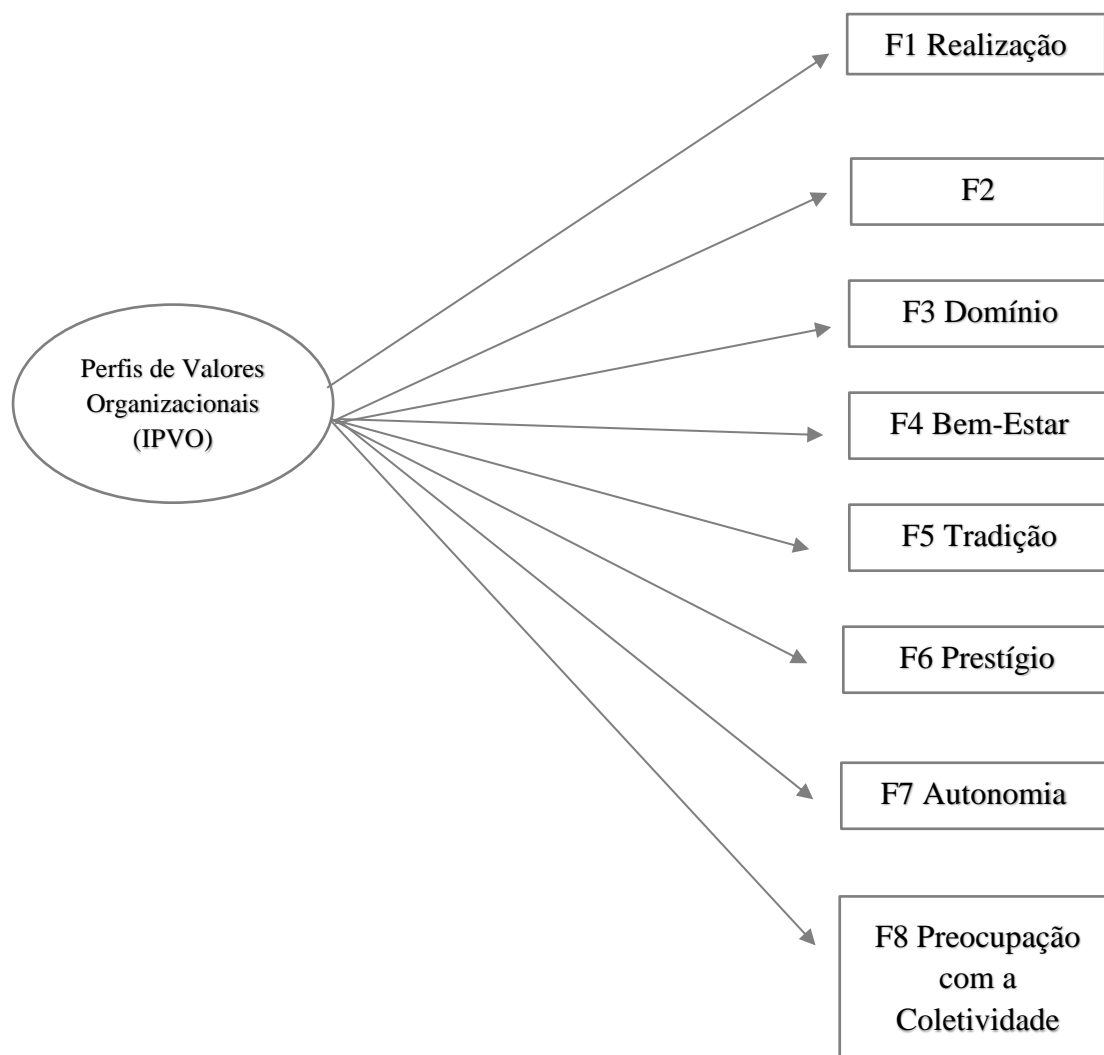 F1 Realização
F2
F3 Domínio
Perfis de Valores
Organizacionais
(IPVO)
F4 Bem-Estar
F5 Tradição
F6 Prestígio
F7 Autonomia
F8 Preocupação
com a
Coletividade